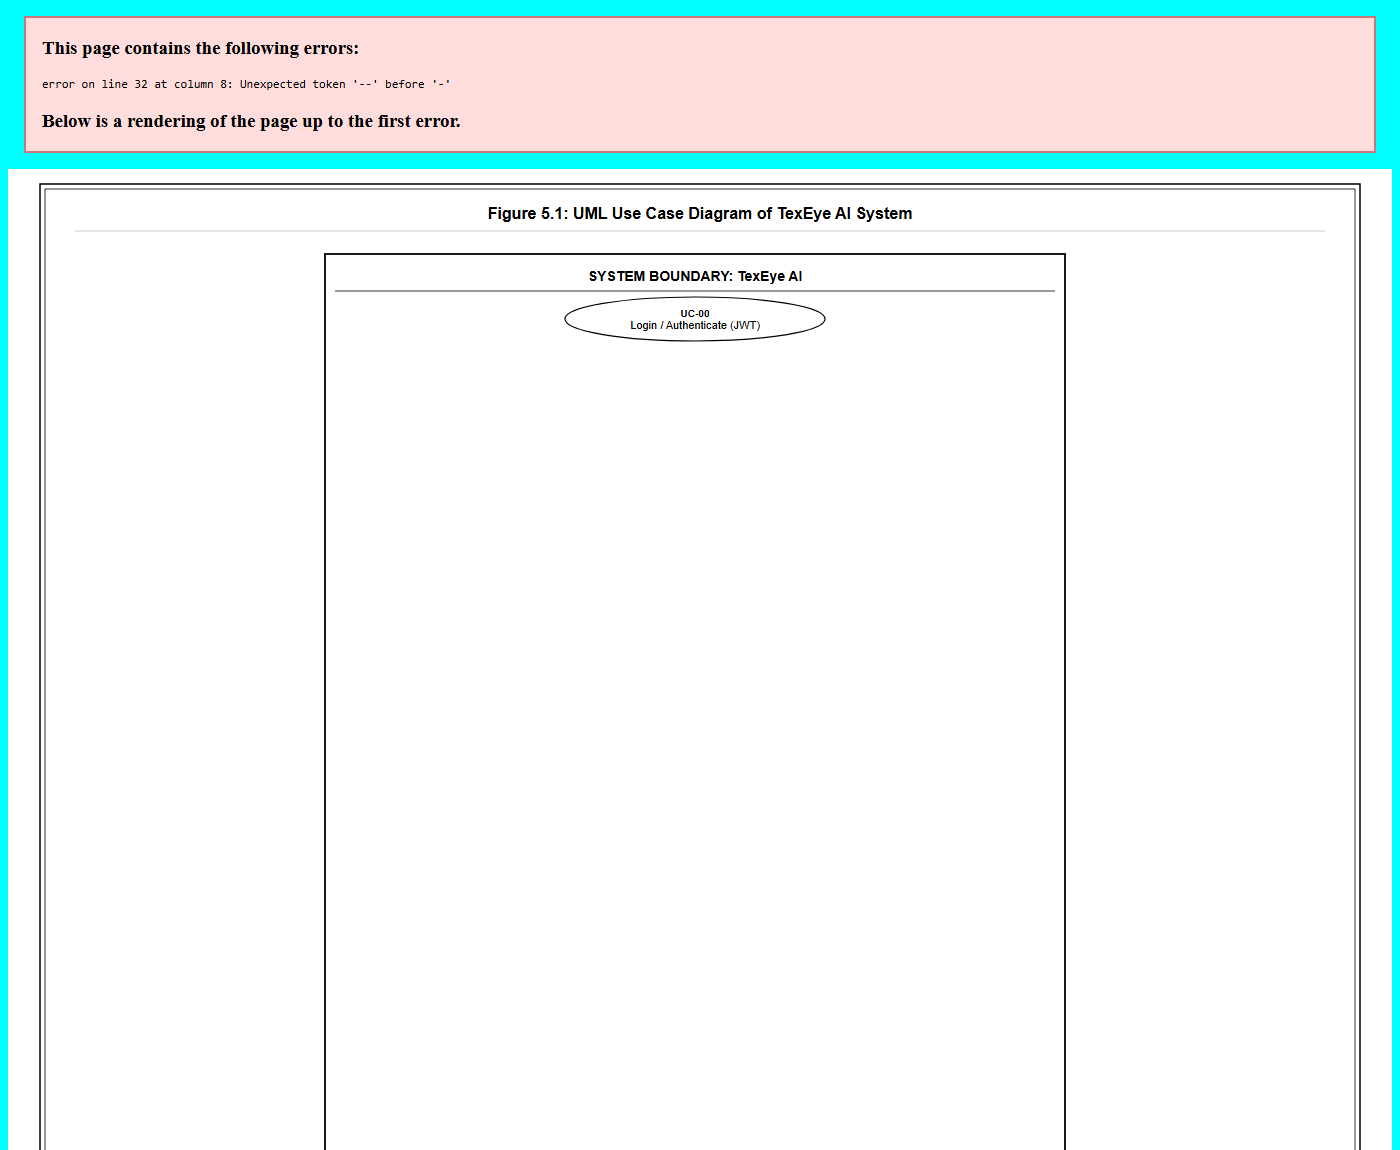 This page contains the following errors:
error on line 32 at column 8: Unexpected token '--' before '-'
Below is a rendering of the page up to the first error.
Figure 5.1: UML Use Case Diagram of TexEye AI System
SYSTEM BOUNDARY: TexEye AI
UC-00
Login / Authenticate (JWT)